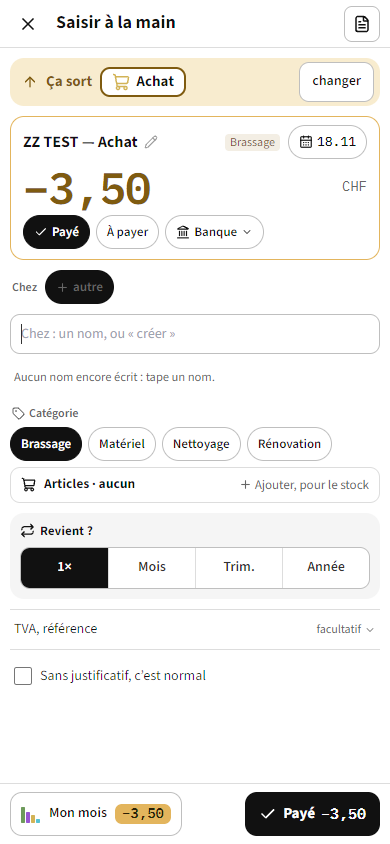 Saisir à la main
Ça sort Achat changer
ZZ TEST — Achat Brassage 18.11
−3,50 CHF
Payé À payer Banque
Chez + autre
Chez : un nom, ou « créer »
Aucun nom encore écrit : tape un nom.
Catégorie
Brassage Matériel Nettoyage Rénovation
Articles · aucun + Ajouter, pour le stock
Revient ?
1× Mois Trim. Année
TVA, référence facultatif
Sans justificatif, c’est normal
Mon mois −3,50 Payé −3,50